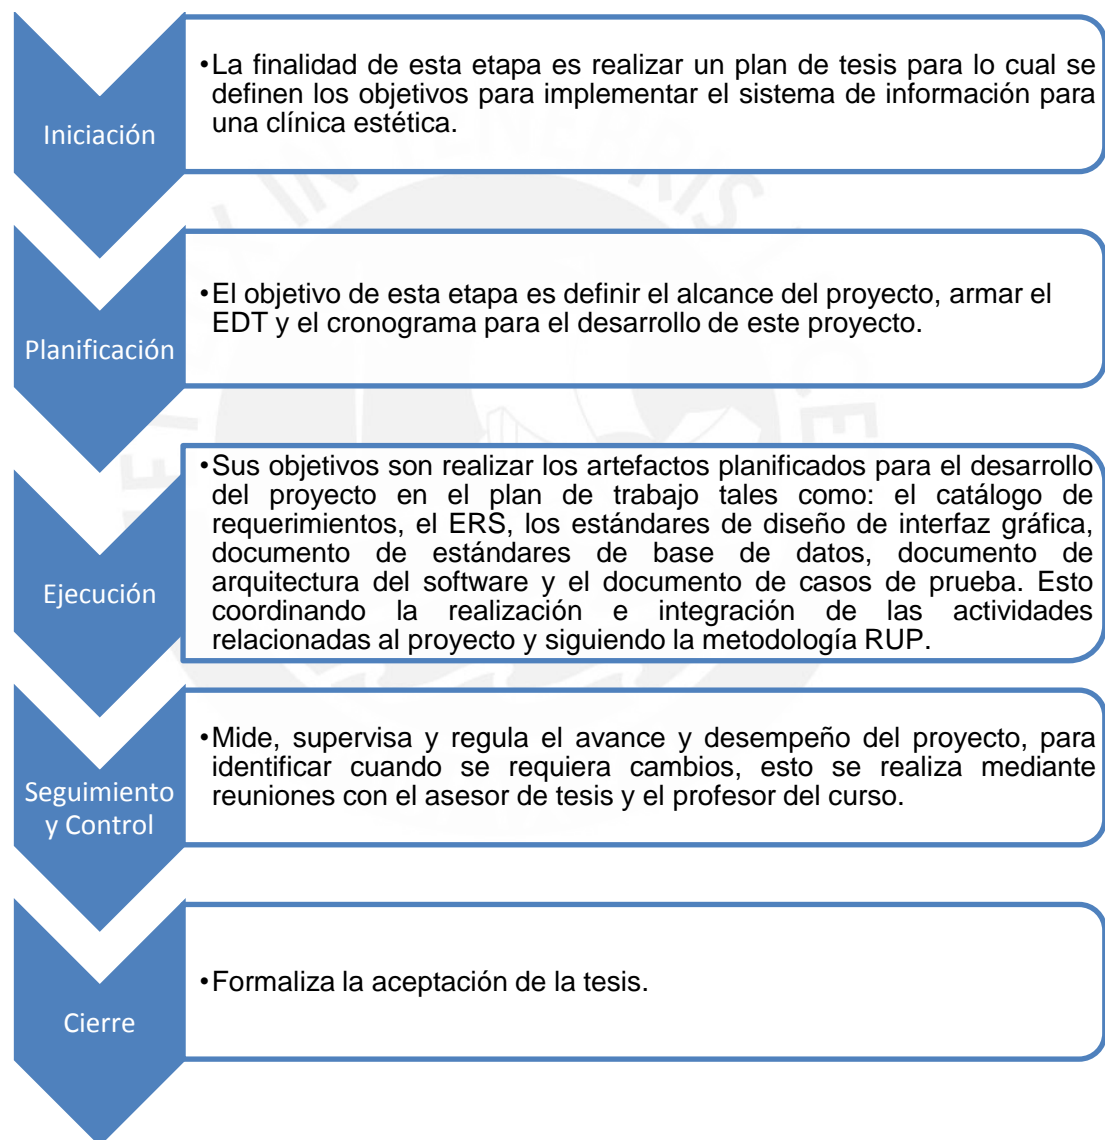 Iniciación
•La finalidad de esta etapa es realizar un plan de tesis para lo cual se
definen los objetivos para implementar el sistema de información para
una clínica estética.
Planificación
•El objetivo de esta etapa es definir el alcance del proyecto, armar el
EDT y el cronograma para el desarrollo de este proyecto.
Ejecución
•Sus objetivos son realizar los artefactos planificados para el desarrollo
del proyecto en el plan de trabajo tales como: el catálogo de
requerimientos, el ERS, los estándares de diseño de interfaz gráfica,
documento de estándares de base de datos, documento de
arquitectura del software y el documento de casos de prueba. Esto
coordinando la realización e integración de las actividades
relacionadas al proyecto y siguiendo la metodología RUP.
Seguimiento
y Control
•Mide, supervisa y regula el avance y desempeño del proyecto, para
identificar cuando se requiera cambios, esto se realiza mediante
reuniones con el asesor de tesis y el profesor del curso.
Cierre
•Formaliza la aceptación de la tesis.